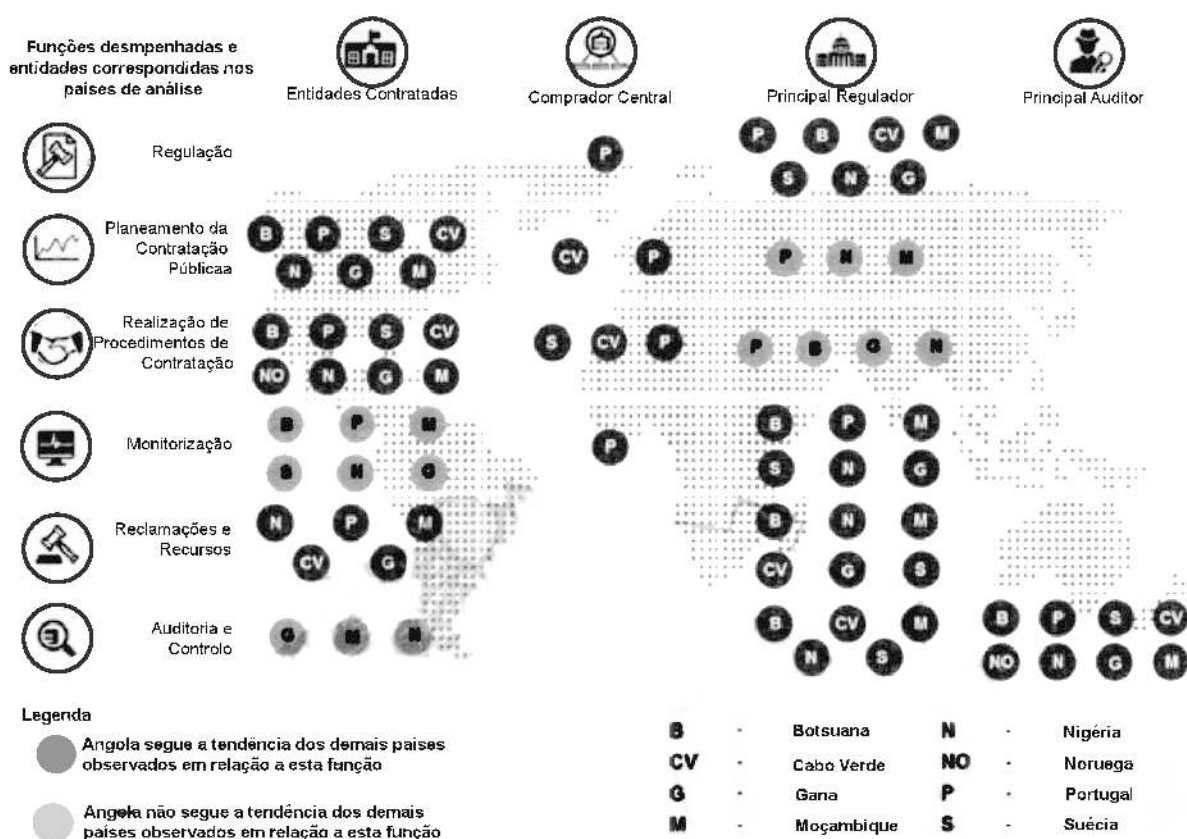 Funções desmpenhadas e
entidades correspondidas nos
países de análise
Entidades Contratadas
Comprador Central
Principal Regulador
Principal Auditor
Regulação
P
P B CV M
S N G
Planeamento da
Contratação
Públicaa
B P S CV
N G M
CV P
P N M
Realização de
Procedimentos de
Contratação
B P S CV
NO N G M
S CV P
P B G N
Monitorização
B P M
S N G
P
B P M
S N G
Reclamações e
Recursos
N P M
CV G
B N M
CV G S
Auditoria e
Controlo
G M N
B CV M
N S
B P S CV
NO N G M
Legenda
Angola segue a tendência dos demais países
observados em relação a esta função
Angola não segue a tendência dos demais
países observados em relação a esta função
B - Botsuana
CV - Cabo Verde
G - Gana
M - Moçambique
N - Nigéria
NO - Noruega
P - Portugal
S - Suécia